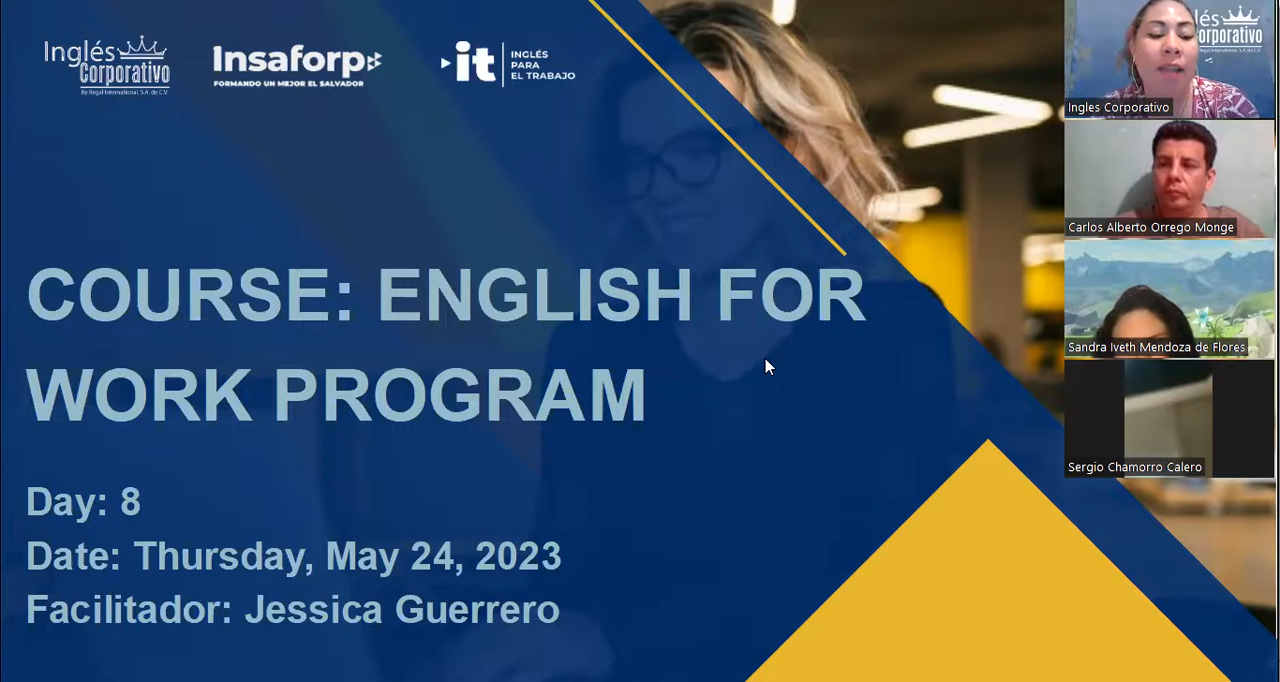 Inglés
Corporativo
By Regal International, S.A. de C.V.
Insaforp
FORMANDO UN MEJOR EL SALVADOR
it
INGLÉS
PARA
EL TRABAJO
COURSE: ENGLISH FOR
WORK PROGRAM
Day: 8
Date: Thursday, May 24, 2023
Facilitador: Jessica Guerrero
lés
orporativo
Ingles Corporativo
Carlos Alberto Orrego Monge
Sandra Iveth Mendoza de Flores
Sergio Chamorro Calero